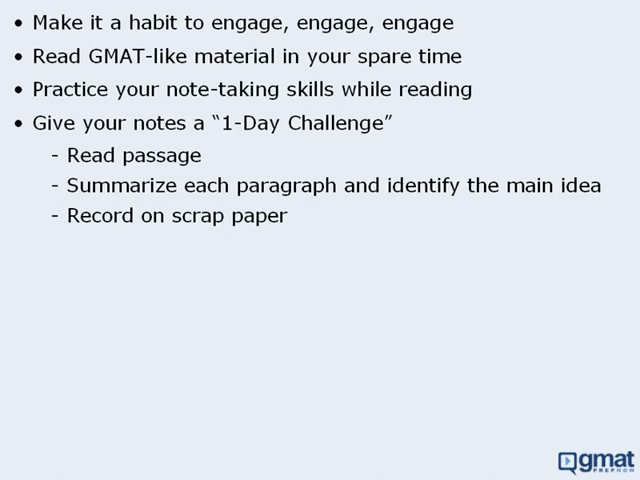 • Make it a habit to engage, engage, engage
• Read GMAT-like material in your spare time
• Practice your note-taking skills while reading
• Give your notes a “1-Day Challenge”
- Read passage
- Summarize each paragraph and identify the main idea
- Record on scrap paper
gmat
PREPNOW